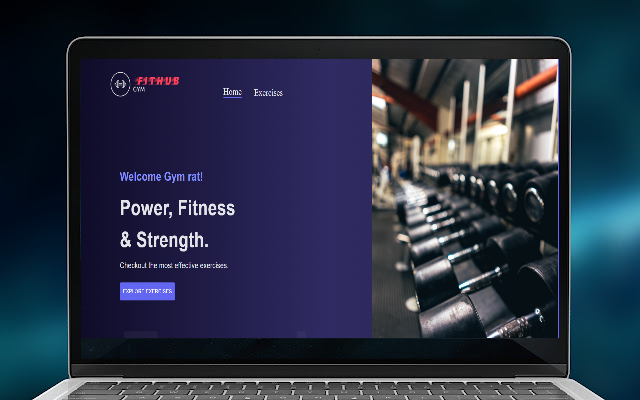 FITHUB
GYM
Home
Exercises
Welcome Gym rat!
Power, Fitness
& Strength.
Checkout the most effective exercises.
EXPLORE EXERCISES